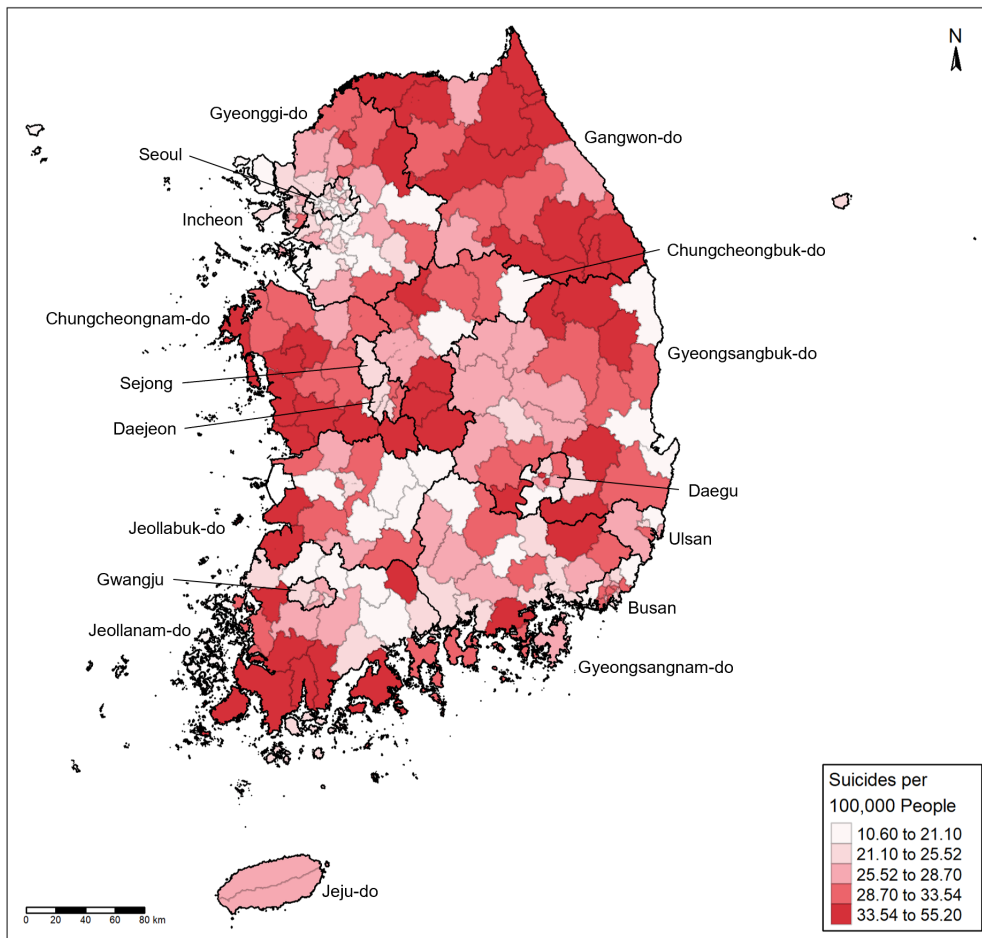 N
Gyeonggi-do
Gangwon-do
Seoul
Incheon
Chungcheongbuk-do
Chungcheongnam-do
Gyeongsangbuk-do
Sejong
Daejeon
Daegu
Jeollabuk-do
Ulsan
Gwangju
Busan
Jeollanam-do
Gyeongsangnam-do
Jeju-do
Suicides per
100,000 People
10.60 to 21.10
21.10 to 25.52
25.52 to 28.70
28.70 to 33.54
33.54 to 55.20
0 20 40 60 80 km